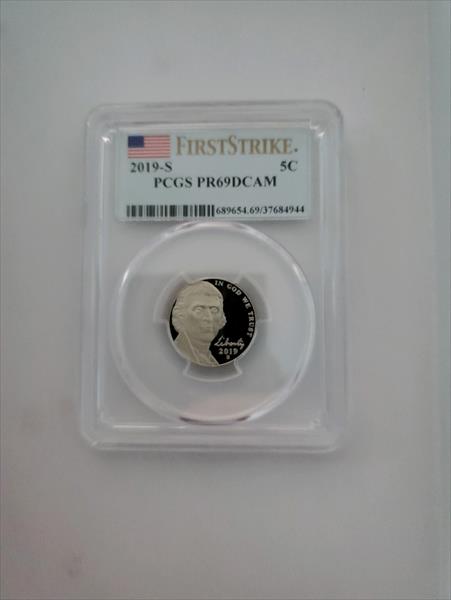 FIRSTSTRIKE®
2019-S 5C
PCGS PR69DCAM
689654.69/37684944
IN GOD WE TRUST
Liberty
2019
S